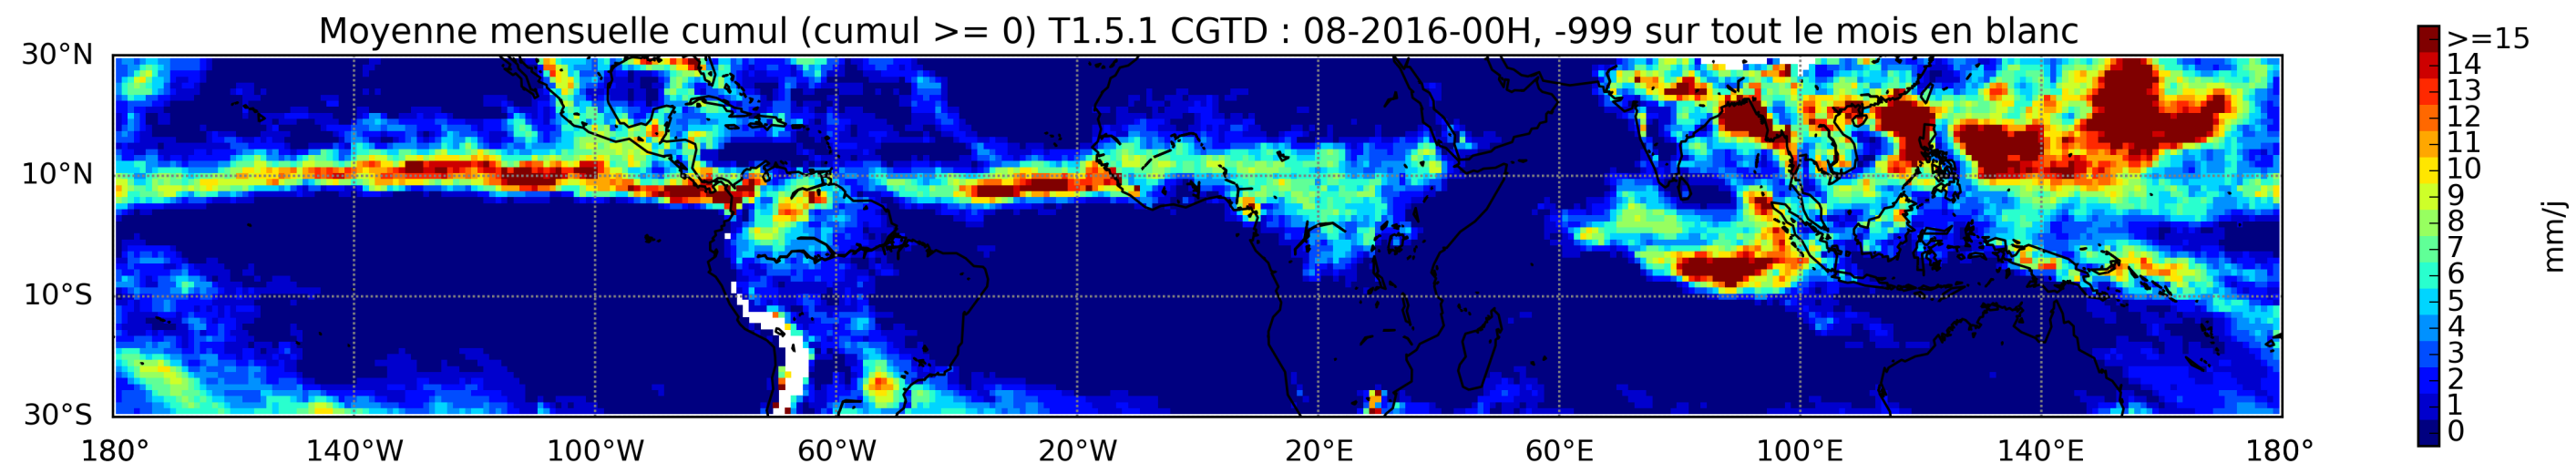 Moyenne mensuelle cumul (cumul >= 0) T1.5.1 CGTD : 08-2016-00H, -999 sur tout le mois en blanc
30°N
10°N
10°S
30°S
180° 140°W 100°W 60°W 20°W 20°E 60°E 100°E 140°E 180°
>=15
14
13
12
11
10
9
8
7
6
5
4
3
2
1
0
mm/j